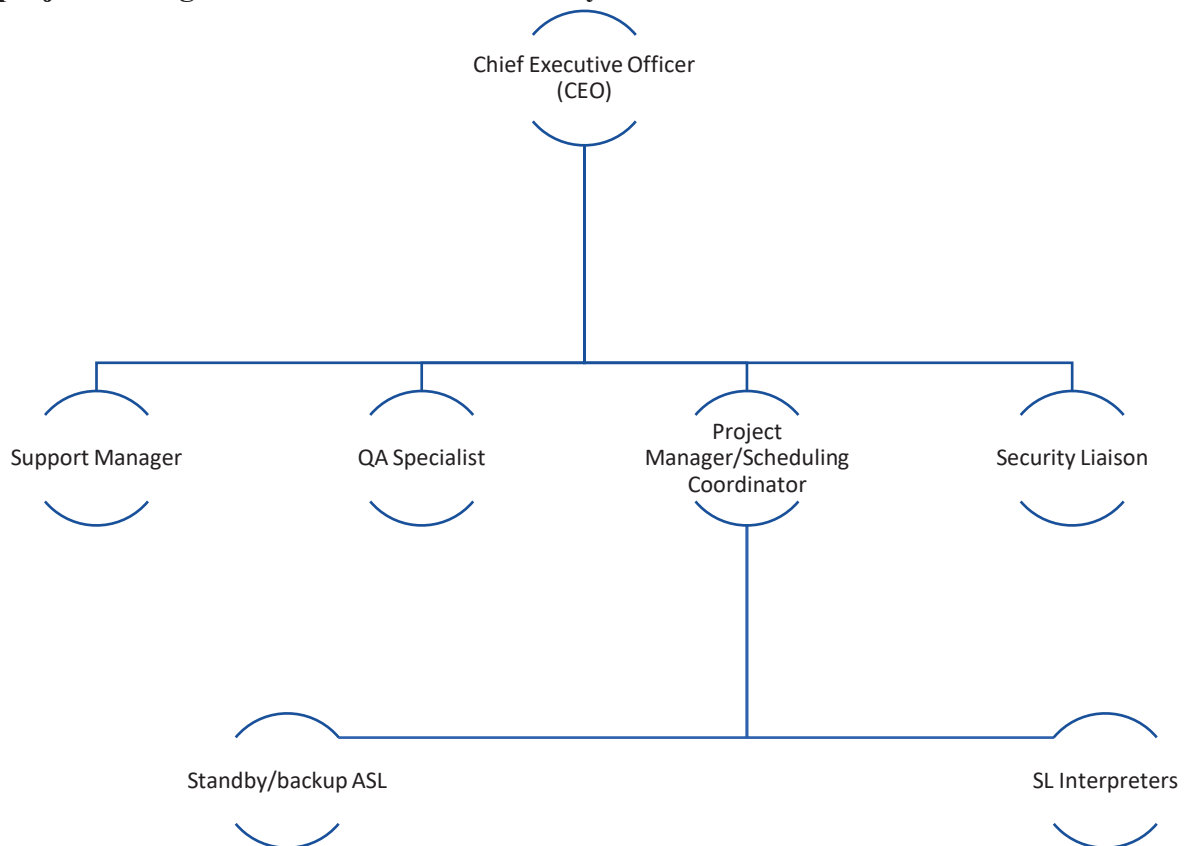 Chief Executive Officer
(CEO)
Support Manager
QA Specialist
Project
Manager/Scheduling
Coordinator
Security Liaison
Standby/backup ASL
SL Interpreters